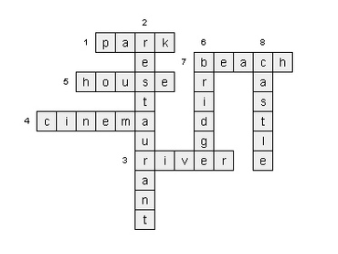 2
1 park 6 8
e 7 beach
5 house r a
t i s
4 cinema d t
u g l
3 river e
a
n
t